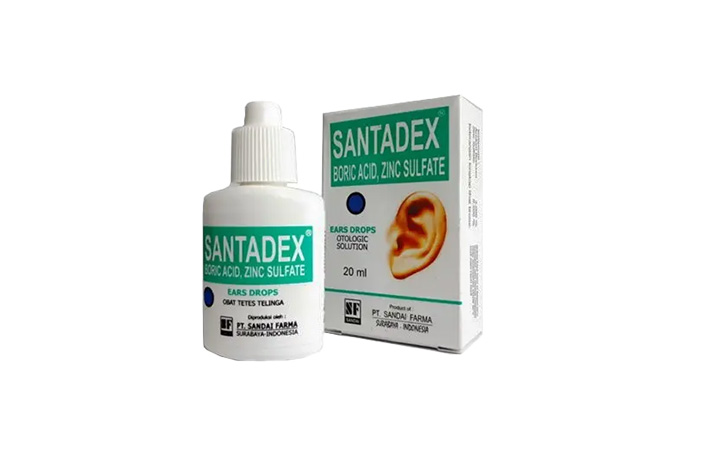 SANTADEX®
BORIC ACID, ZINC SULFATE
EARS DROPS
OBAT TETES TELINGA
Diproduksi oleh :
SF
PT. SANDAI FARMA
SURABAYA-INDONESIA
SANTADEX®
BORIC ACID, ZINC SULFATE
EARS DROPS
OTOLOGIC
SOLUTION
20 ml
SF
SANDAI
Product of :
PT. SANDAI FARMA
SURABAYA - INDONESIA